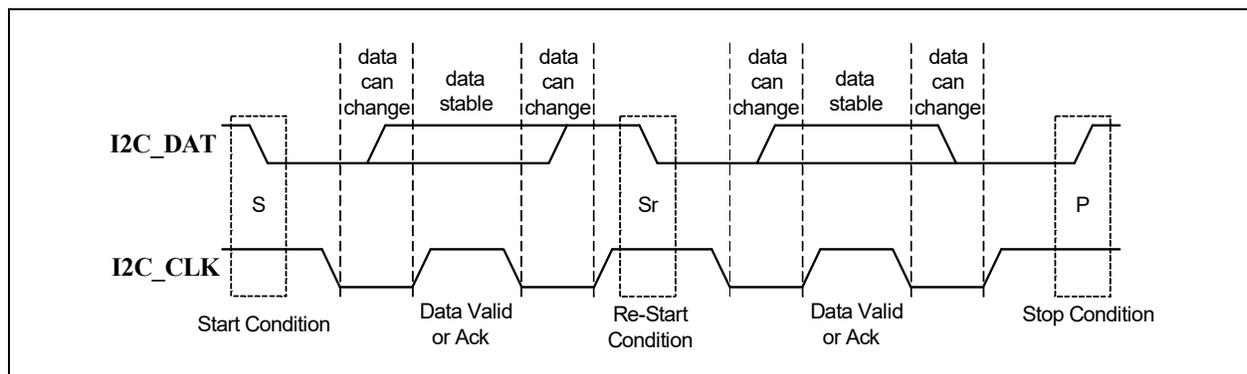 data
can
change
data
stable
data
can
change
data
can
change
data
stable
data
can
change
I2C_DAT
S
Sr
P
I2C_CLK
Start Condition
Data Valid
or Ack
Re-Start
Condition
Data Valid
or Ack
Stop Condition